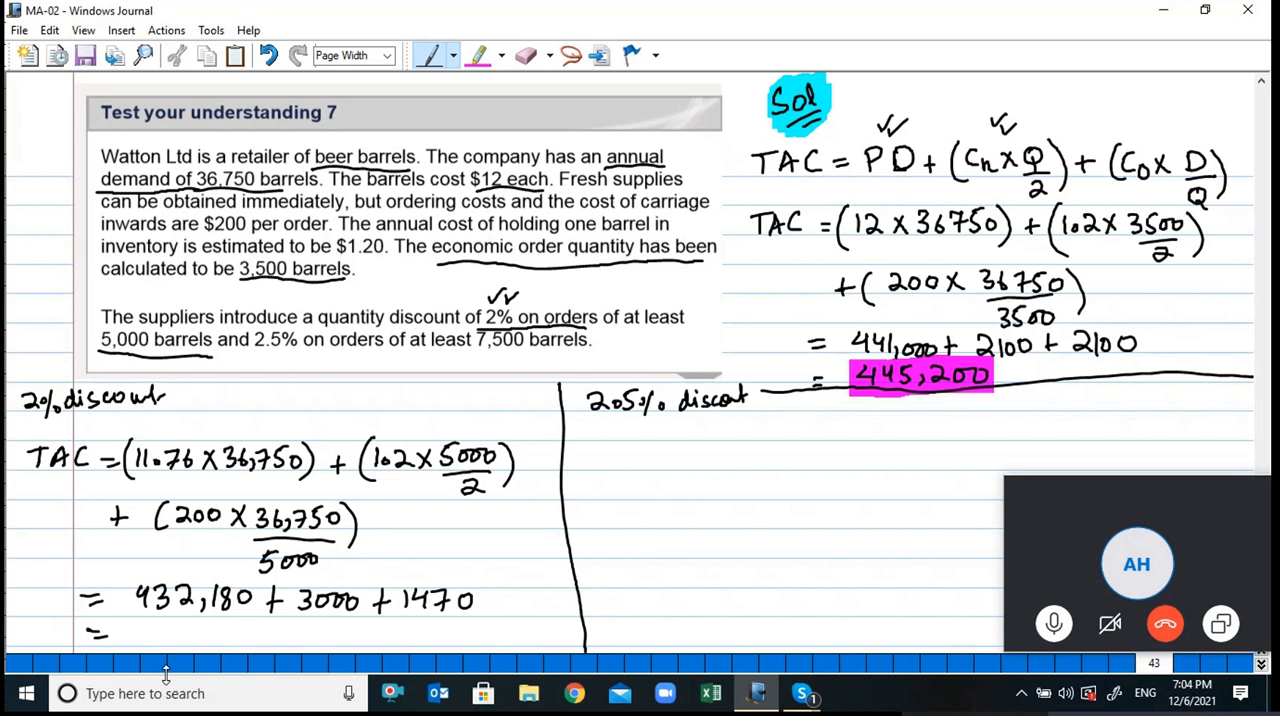 MA-02 - Windows Journal
File Edit View Insert Actions Tools Help
Page Width
Test your understanding 7
Watton Ltd is a retailer of beer barrels. The company has an annual
demand of 36,750 barrels. The barrels cost $12 each. Fresh supplies
can be obtained immediately, but ordering costs and the cost of carriage
inwards are $200 per order. The annual cost of holding one barrel in
inventory is estimated to be $1.20. The economic order quantity has been
calculated to be 3,500 barrels.
The suppliers introduce a quantity discount of 2% on orders of at least
5,000 barrels and 2.5% on orders of at least 7,500 barrels.
Sol
TAC = PD + (Ch × Q/2) + (Co × D/Q)
TAC = (12 × 36750) + (1.2 × 3500/2)
+ (200 × 36750/3500)
= 441,000 + 2100 + 2100
= 445,200
2% discount
TAC = (11.76 × 36,750) + (1.2 × 5000/2)
+ (200 × 36,750/5000)
= 432,180 + 3000 + 1470
=
2.5% discout
AH
43
Type here to search
1
ENG
7:04 PM
12/6/2021